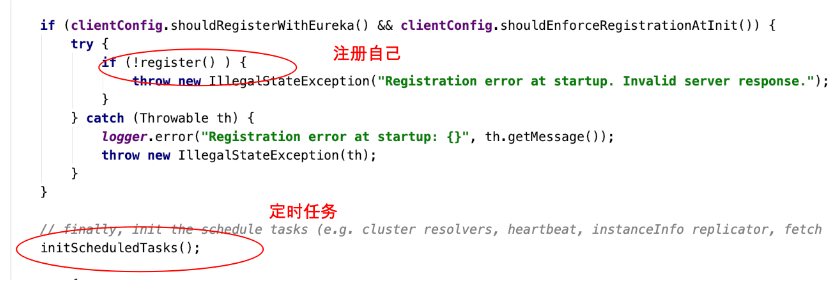 if (clientConfig.shouldRegisterWithEureka() && clientConfig.shouldEnforceRegistrationAtInit()) {
try {
if (!register() ) {
注册自己
throw new IllegalStateException("Registration error at startup. Invalid server response.");
}
} catch (Throwable th) {
logger.error("Registration error at startup: {}", th.getMessage());
throw new IllegalStateException(th);
}
}
定时任务
// finally, init the schedule tasks (e.g. cluster resolvers, heartbeat, instanceInfo replicator, fetch
initScheduledTasks();